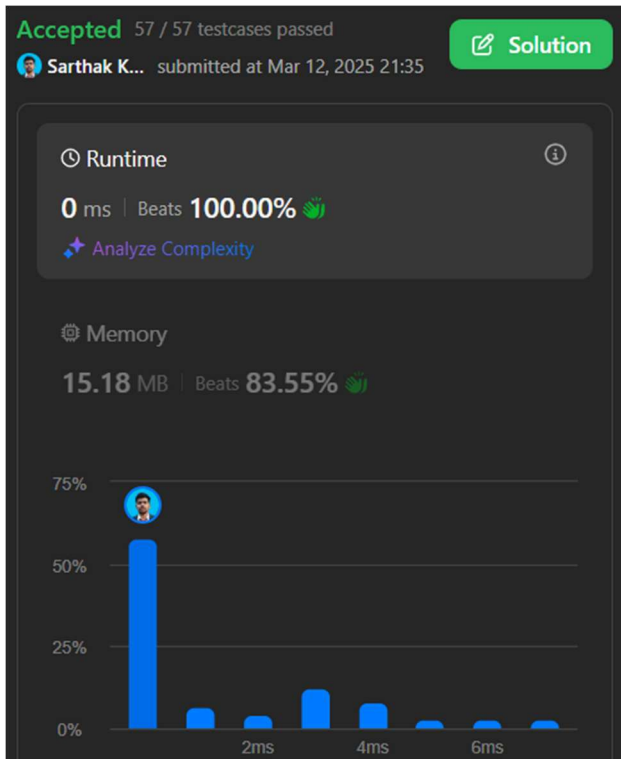 Accepted 57 / 57 testcases passed
Solution
Sarthak K... submitted at Mar 12, 2025 21:35
Runtime
0 ms | Beats 100.00%
Analyze Complexity
Memory
15.18 MB | Beats 83.55%
75%
50%
25%
0%
2ms 4ms 6ms